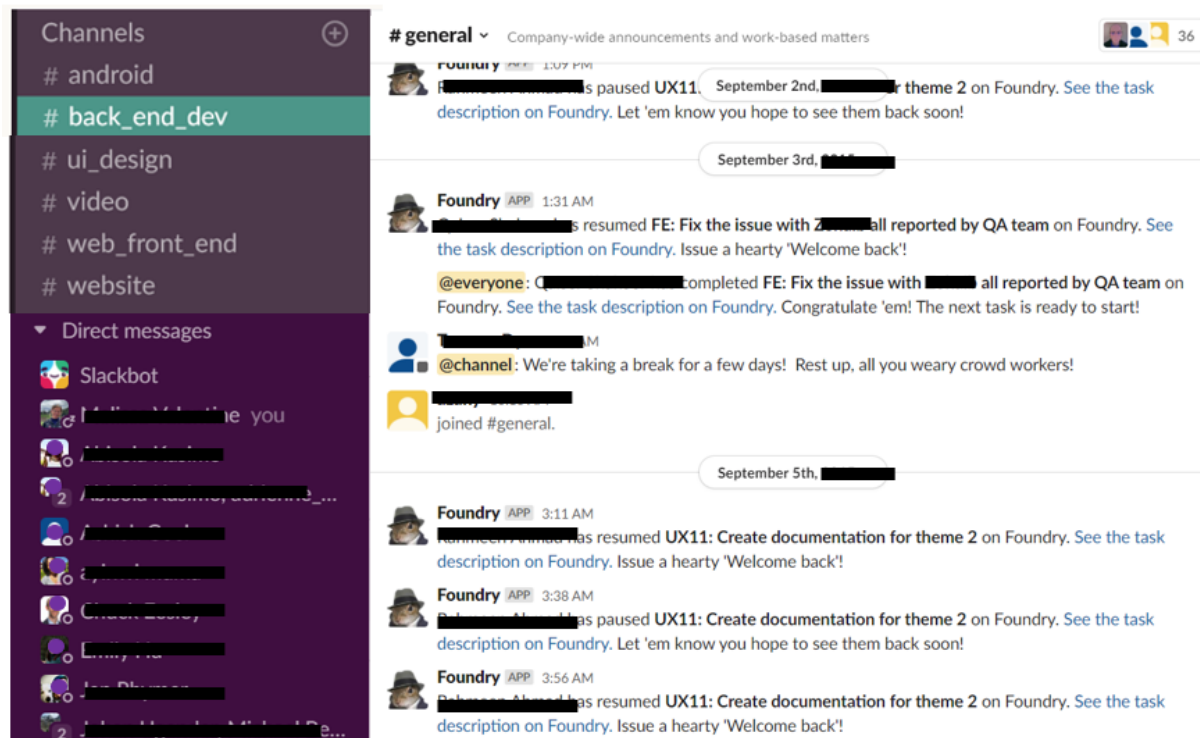 Channels
# android
# back_end_dev
# ui_design
# video
# web_front_end
# website
Direct messages
Slackbot
you
2
2
# general
Company-wide announcements and work-based matters
36
Foundry APP 1:09 PM
has paused UX11.
September 2nd,
r theme 2 on Foundry. See the task
description on Foundry. Let 'em know you hope to see them back soon!
September 3rd,
Foundry APP 1:31 AM
s resumed FE: Fix the issue with Z all reported by QA team on Foundry. See
the task description on Foundry. Issue a hearty 'Welcome back'!
@everyone: completed FE: Fix the issue with all reported by QA team on
Foundry. See the task description on Foundry. Congratulate 'em! The next task is ready to start!
AM
@channel: We're taking a break for a few days! Rest up, all you weary crowd workers!
joined #general.
September 5th,
Foundry APP 3:11 AM
has resumed UX11: Create documentation for theme 2 on Foundry. See the task
description on Foundry. Issue a hearty 'Welcome back'!
Foundry APP 3:38 AM
as paused UX11: Create documentation for theme 2 on Foundry. See the task
description on Foundry. Let 'em know you hope to see them back soon!
Foundry APP 3:56 AM
as resumed UX11: Create documentation for theme 2 on Foundry. See the task
description on Foundry. Issue a hearty 'Welcome back'!